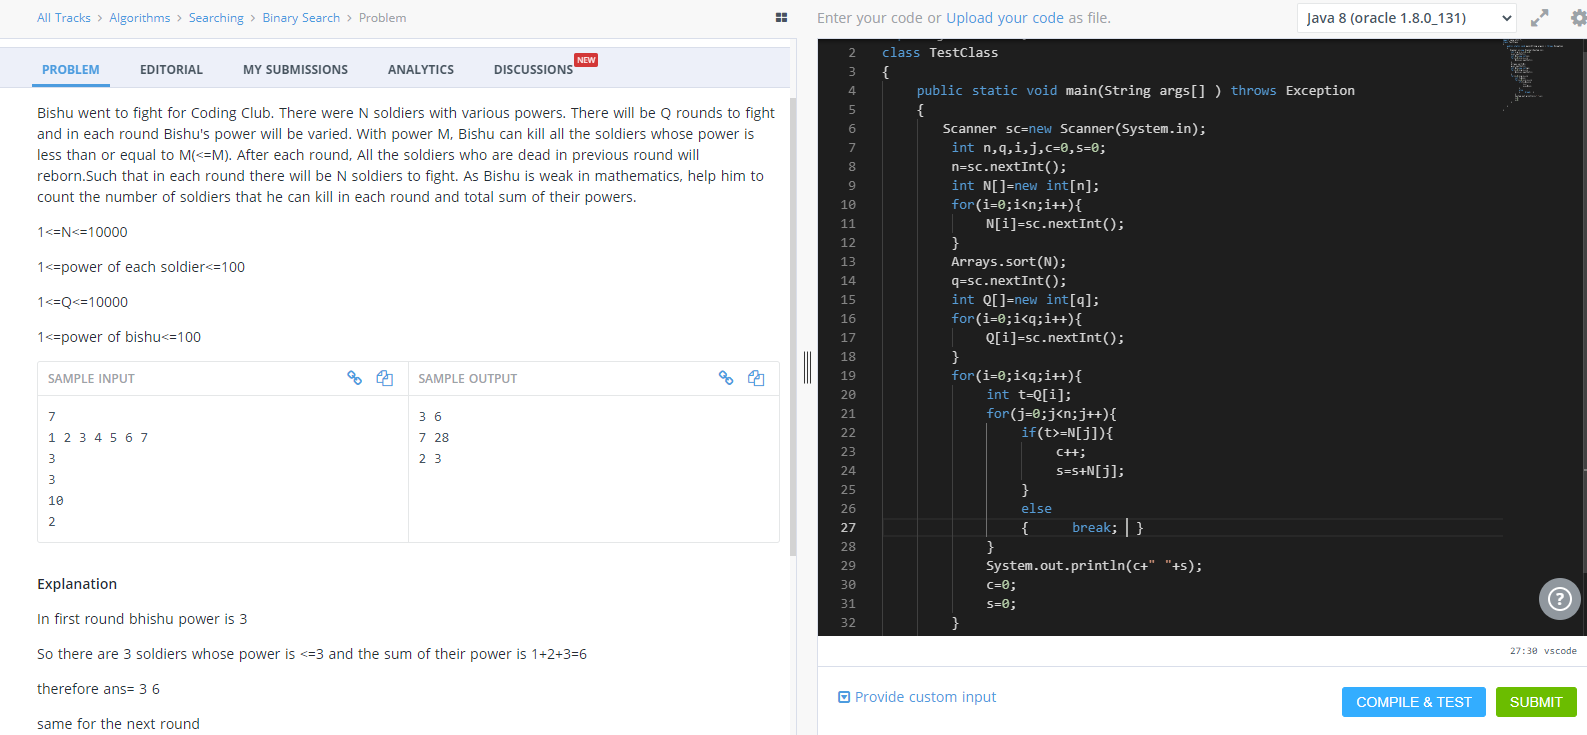 All Tracks > Algorithms > Searching > Binary Search > Problem
PROBLEM EDITORIAL MY SUBMISSIONS ANALYTICS DISCUSSIONS NEW
Bishu went to fight for Coding Club. There were N soldiers with various powers. There will be Q rounds to fight
and in each round Bishu's power will be varied. With power M, Bishu can kill all the soldiers whose power is
less than or equal to M(<=M). After each round, All the soldiers who are dead in previous round will
reborn.Such that in each round there will be N soldiers to fight. As Bishu is weak in mathematics, help him to
count the number of soldiers that he can kill in each round and total sum of their powers.
1<=N<=10000
1<=power of each soldier<=100
1<=Q<=10000
1<=power of bishu<=100
SAMPLE INPUT
7
1 2 3 4 5 6 7
3
3
10
2
SAMPLE OUTPUT
3 6
7 28
2 3
Explanation
In first round bhishu power is 3
So there are 3 soldiers whose power is <=3 and the sum of their power is 1+2+3=6
therefore ans= 3 6
same for the next round
Enter your code or Upload your code as file.
Java 8 (oracle 1.8.0_131)
2 class TestClass
3 {
4 public static void main(String args[] ) throws Exception
5 {
6 Scanner sc=new Scanner(System.in);
7 int n,q,i,j,c=0,s=0;
8 n=sc.nextInt();
9 int N[]=new int[n];
10 for(i=0;i<n;i++){
11 N[i]=sc.nextInt();
12 }
13 Arrays.sort(N);
14 q=sc.nextInt();
15 int Q[]=new int[q];
16 for(i=0;i<q;i++){
17 Q[i]=sc.nextInt();
18 }
19 for(i=0;i<q;i++){
20 int t=Q[i];
21 for(j=0;j<n;j++){
22 if(t>=N[j]){
23 c++;
24 s=s+N[j];
25 }
26 else
27 { break; }
28 }
29 System.out.println(c+" "+s);
30 c=0;
31 s=0;
32 }
27:30 vscode
Provide custom input
COMPILE & TEST
SUBMIT